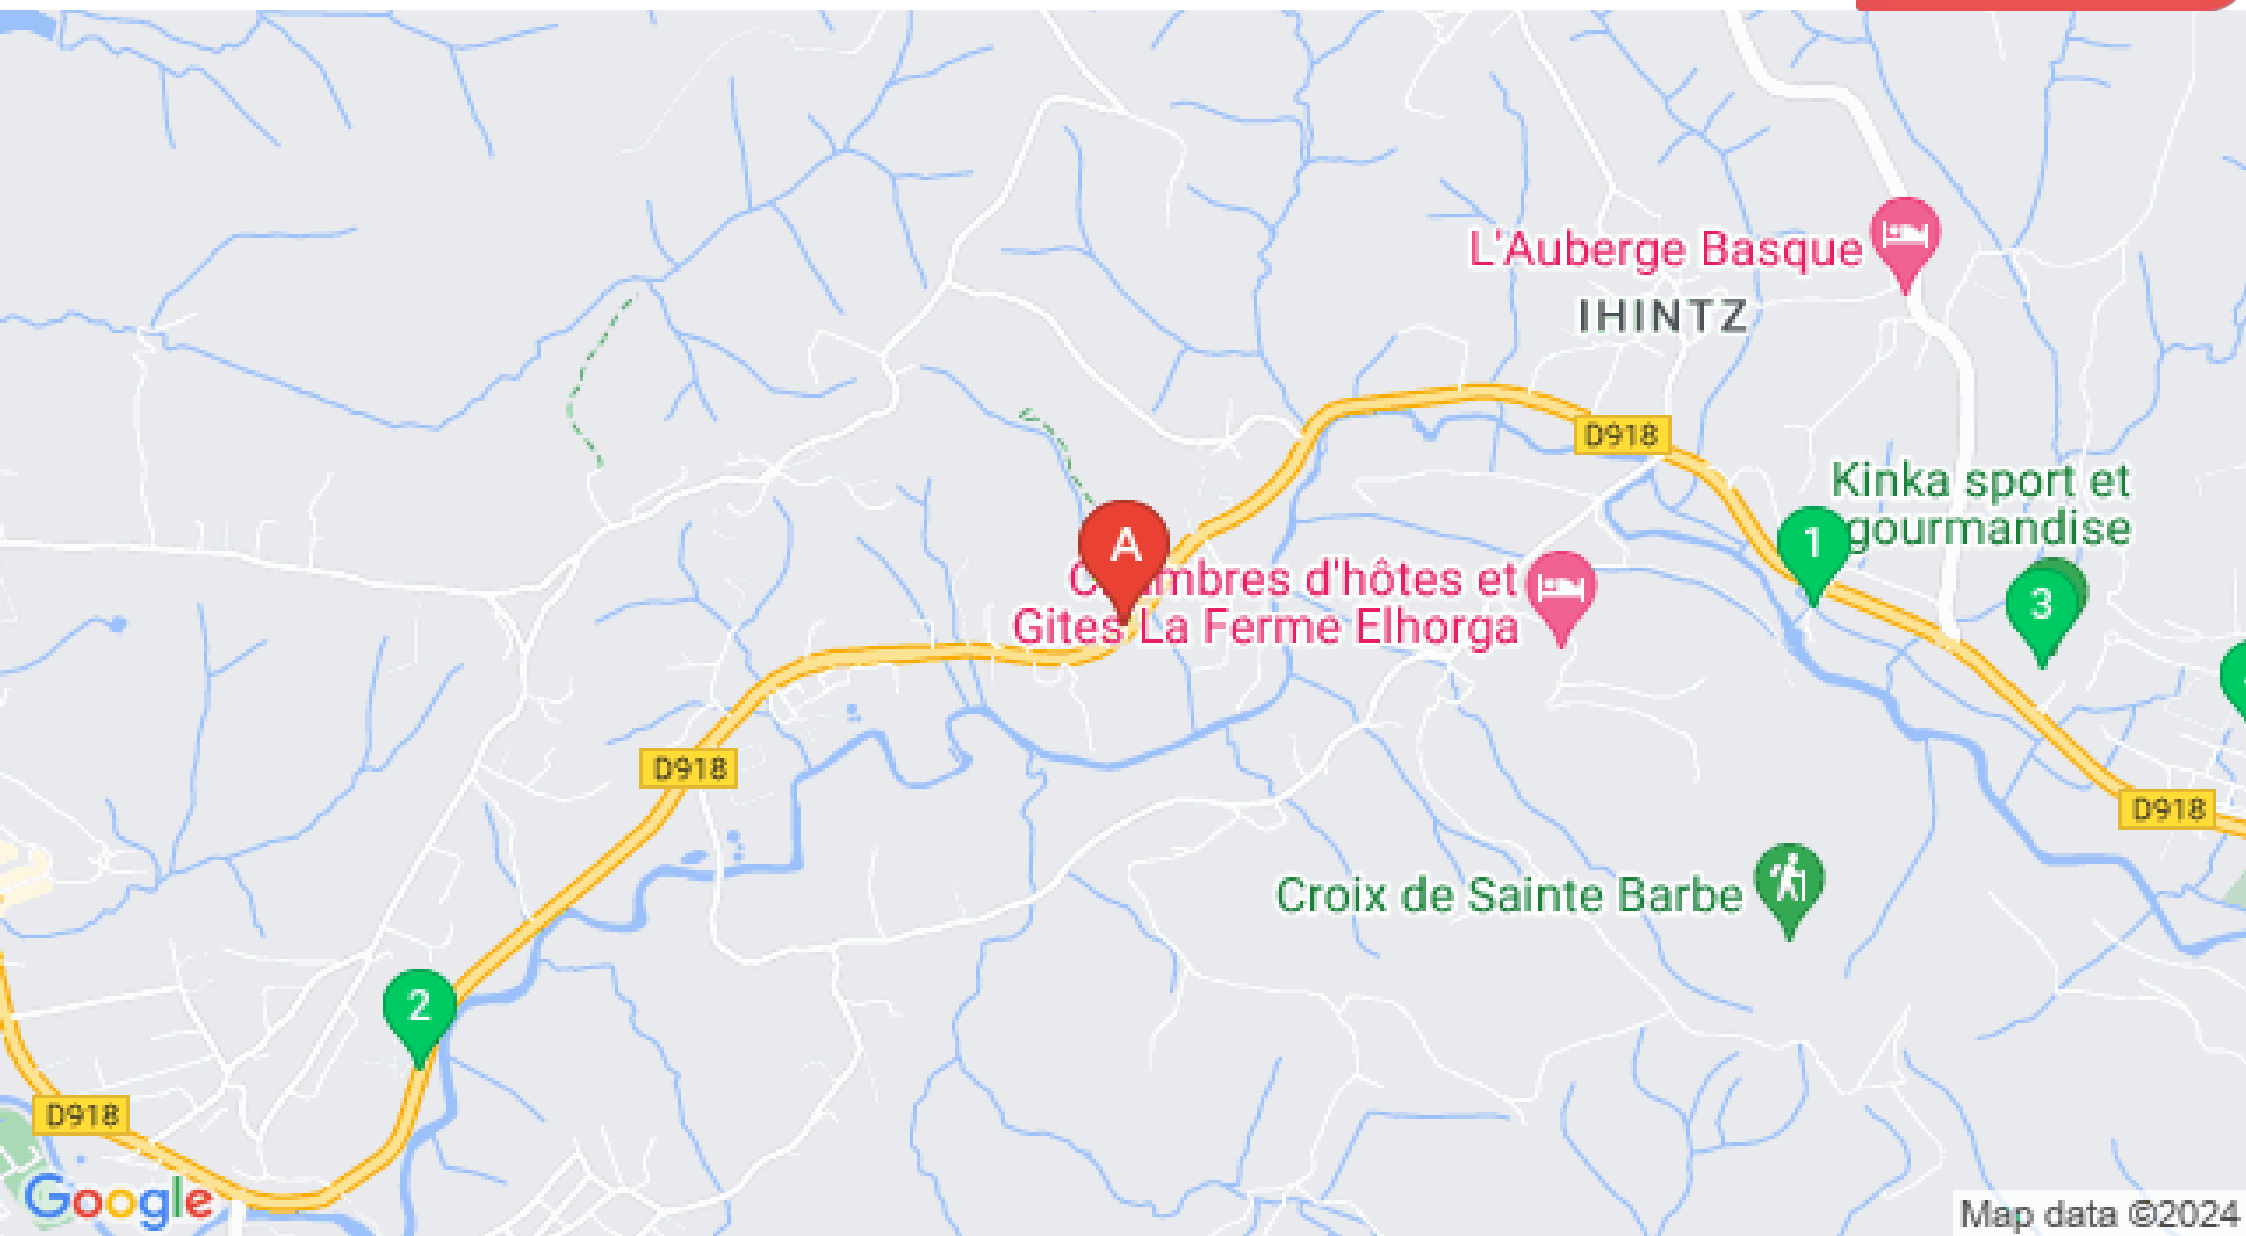 L'Auberge Basque
IHINTZ
D918
Kinka sport et
gourmandise
1
A
3
d'hôtes et
Gites La Ferme Elhorga
D918
D918
Croix de Sainte Barbe
2
D918
Google
Map data ©2024